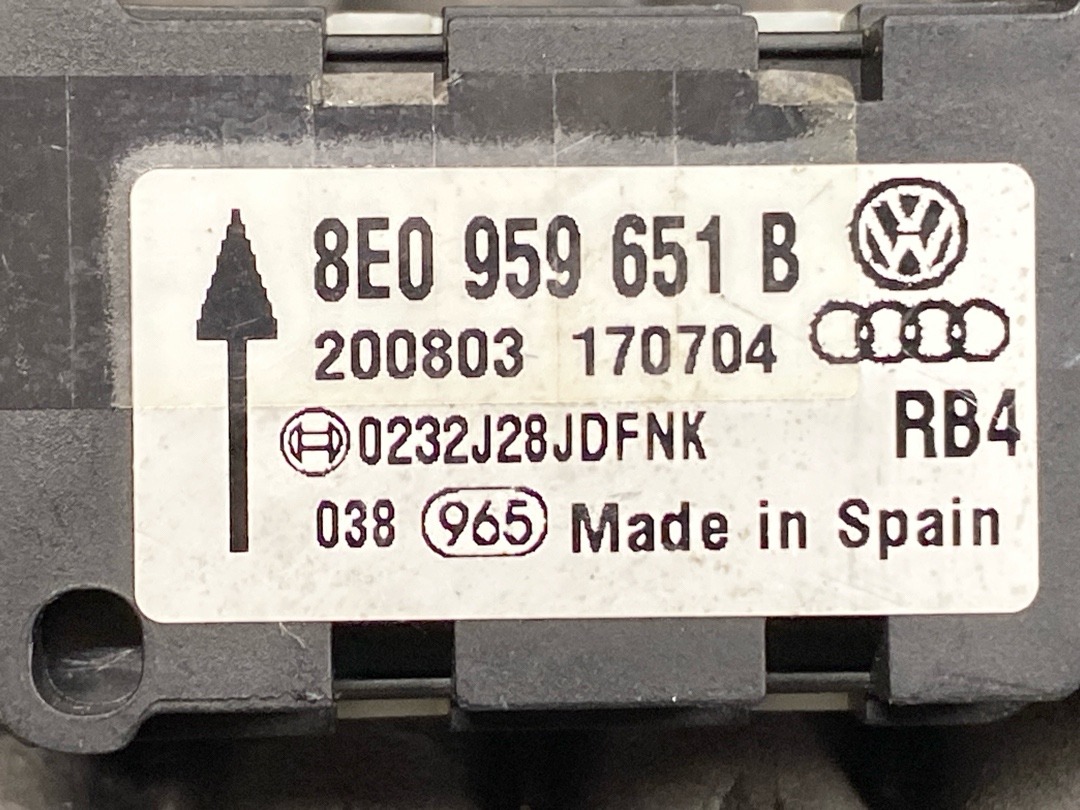 8E0 959 651 B
200803 170704
0232J28JDFNK
RB4
038 965 Made in Spain